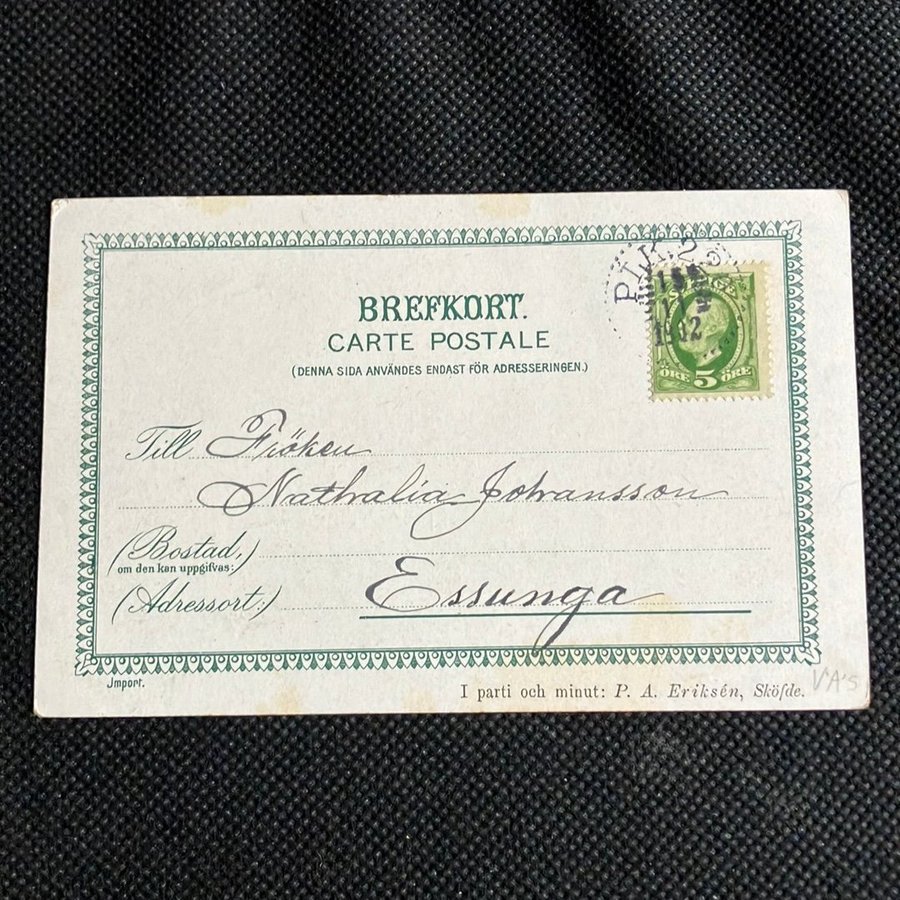 BREFKORT.
CARTE POSTALE
(DENNA SIDA ANVÄNDES ENDAST FÖR ADRESSERINGEN.)
1902
ÖRE 5 ÖRE
Till Fröken
Nathalia Johansson
(Bostad,)
om den kan uppgifvas:)
Essunga
(Adressort:)
Import.
I parti och minut: P. A. Eriksén, Sköfde.
V A's